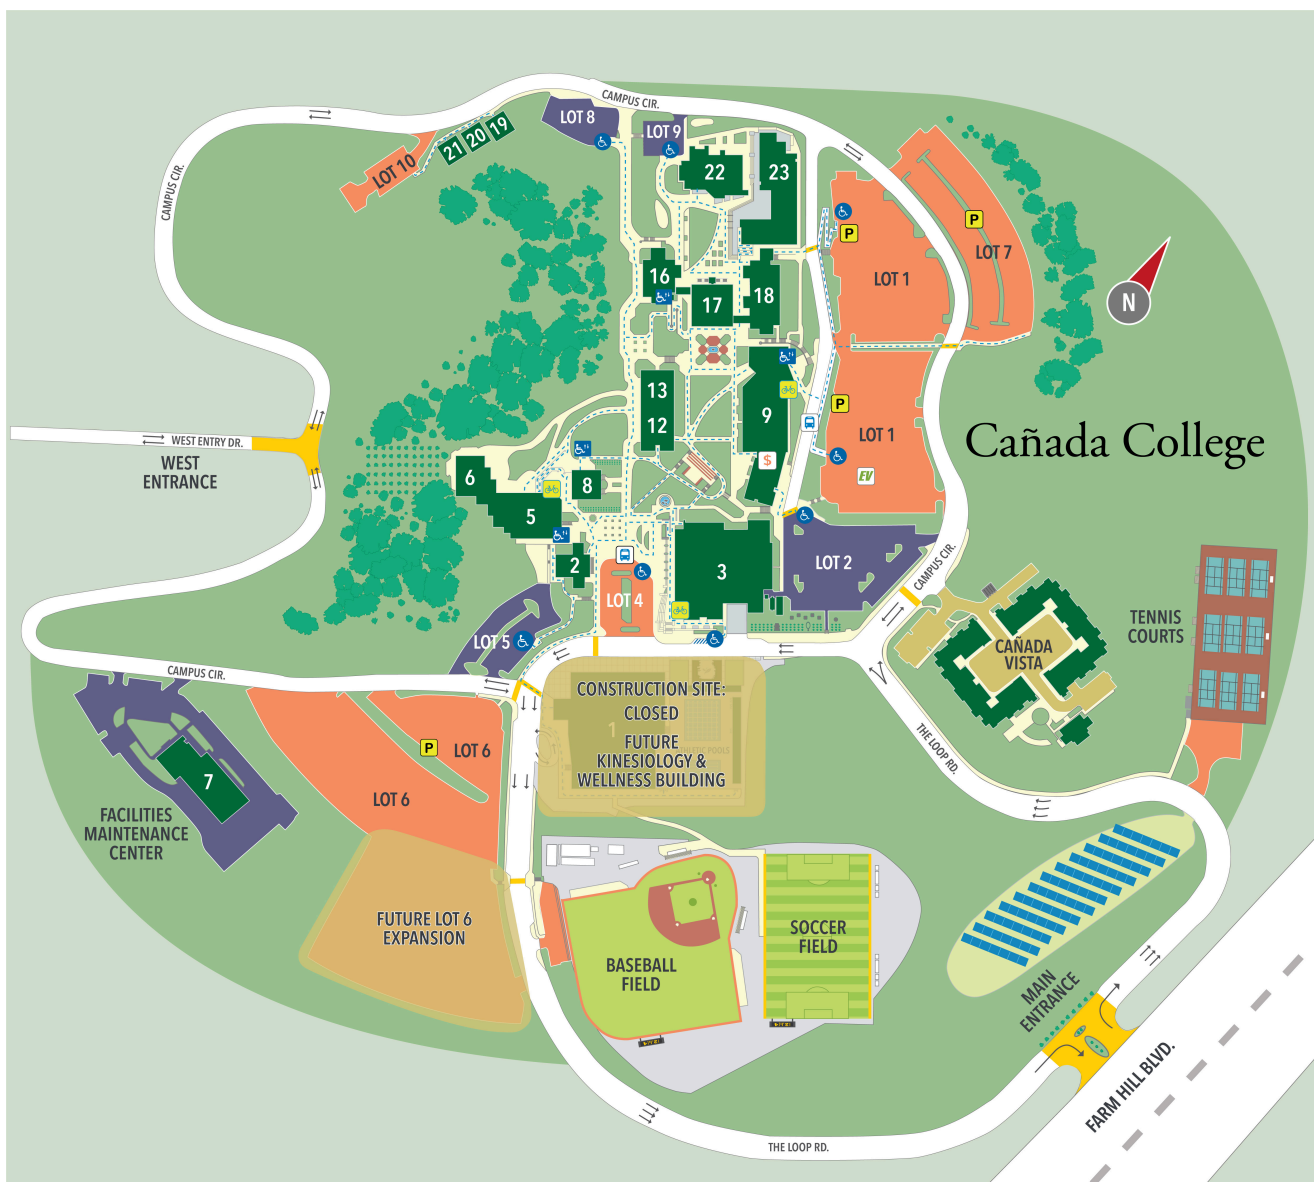 CAMPUS CIR.
LOT 8
LOT 9
19
20
21
LOT 10
22
23
CAMPUS CIR.
P
P
LOT 7
LOT 1
16
17
18
N
13
12
9
P
LOT 1
Cañada College
WEST ENTRY DR.
WEST
ENTRANCE
$
EV
6
8
5
2
3
LOT 2
LOT 4
LOT 5
CAMPUS CIR.
CAÑADA
VISTA
TENNIS
COURTS
CAMPUS CIR.
CONSTRUCTION SITE:
CLOSED
1
FUTURE
KINESIOLOGY &
WELLNESS BUILDING
POOLS
THE LOOP RD.
P
LOT 6
LOT 6
7
FACILITIES
MAINTENANCE
CENTER
FUTURE LOT 6
EXPANSION
BASEBALL
FIELD
SOCCER
FIELD
MAIN
ENTRANCE
FARM HILL BLVD.
THE LOOP RD.